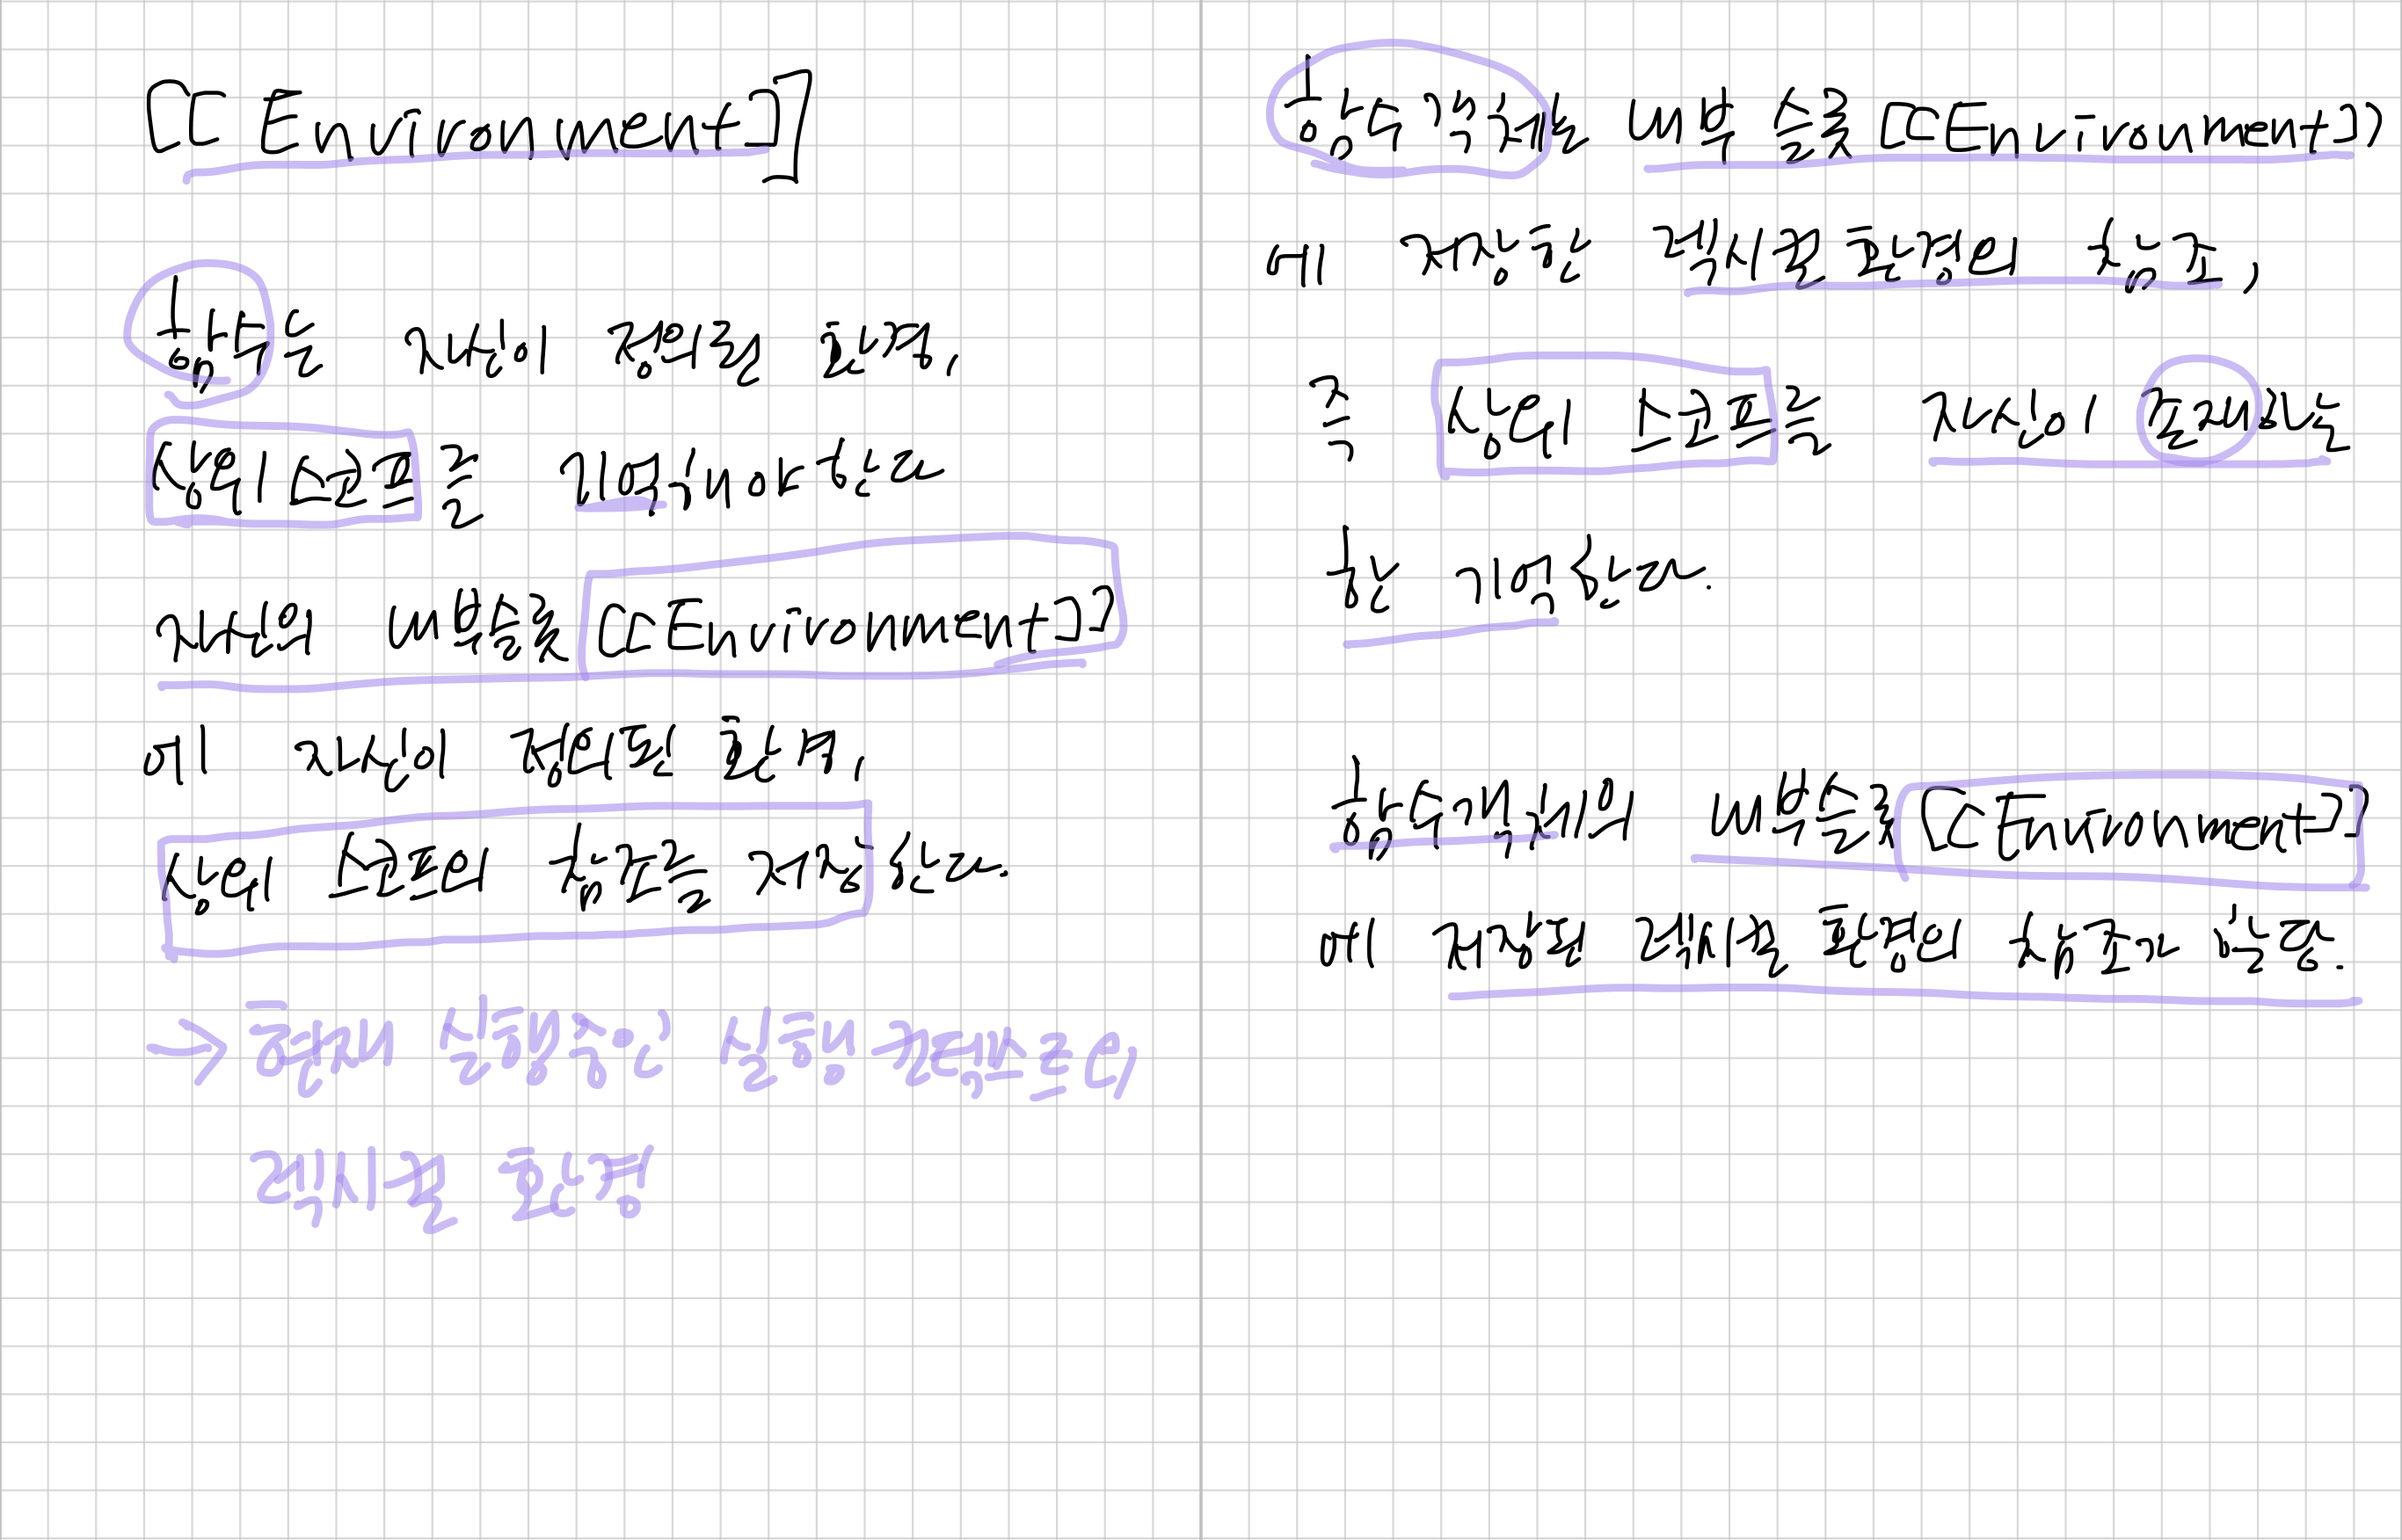 [[Environment]]
함수는 자신이 정의된 환경,
상위 스코프를 기억해야 한다
자신의 내부슬롯 [[Environment]]
에 자신이 정의된 환경,
상위 스코프의 참조를 저장한다.
→ 현재 실행중인 실행 컨텍스트의
렉시컬 환경
함수객체는 내부 슬롯 [[Environment]]
에 저장한 렉시컬 환경의 참조,
즉 상위 스코프를 자신이 존재하는
한 기억한다.
함수객체의 내부슬롯 [[Environment]]
에 저장된 렉시컬 환경의 참조가 할당.